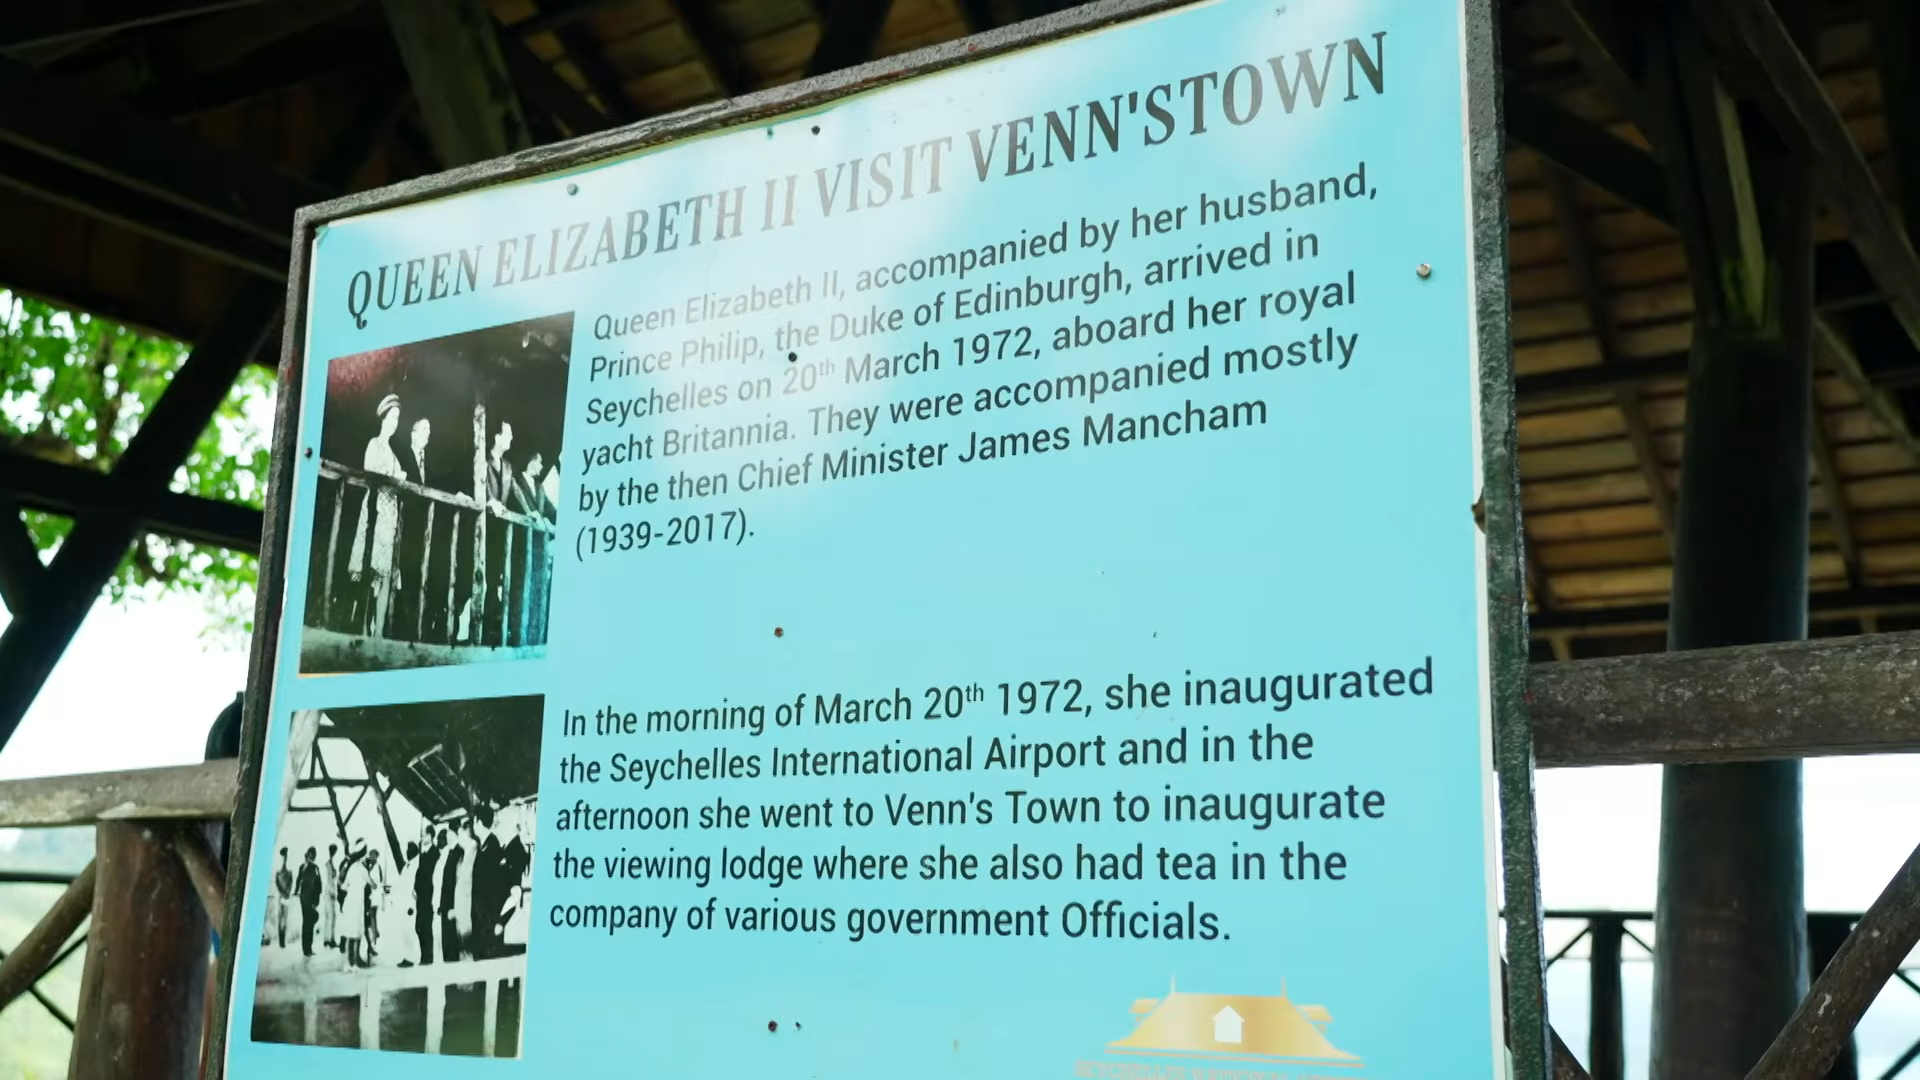 QUEEN ELIZABETH II VISIT VENN'STOWN
Queen Elizabeth II, accompanied by her husband,
Prince Philip, the Duke of Edinburgh, arrived in
Seychelles on 20th March 1972, aboard her royal
yacht Britannia. They were accompanied mostly
by the then Chief Minister James Mancham
(1939-2017).
In the morning of March 20th 1972, she inaugurated
the Seychelles International Airport and in the
afternoon she went to Venn's Town to inaugurate
the viewing lodge where she also had tea in the
company of various government Officials.